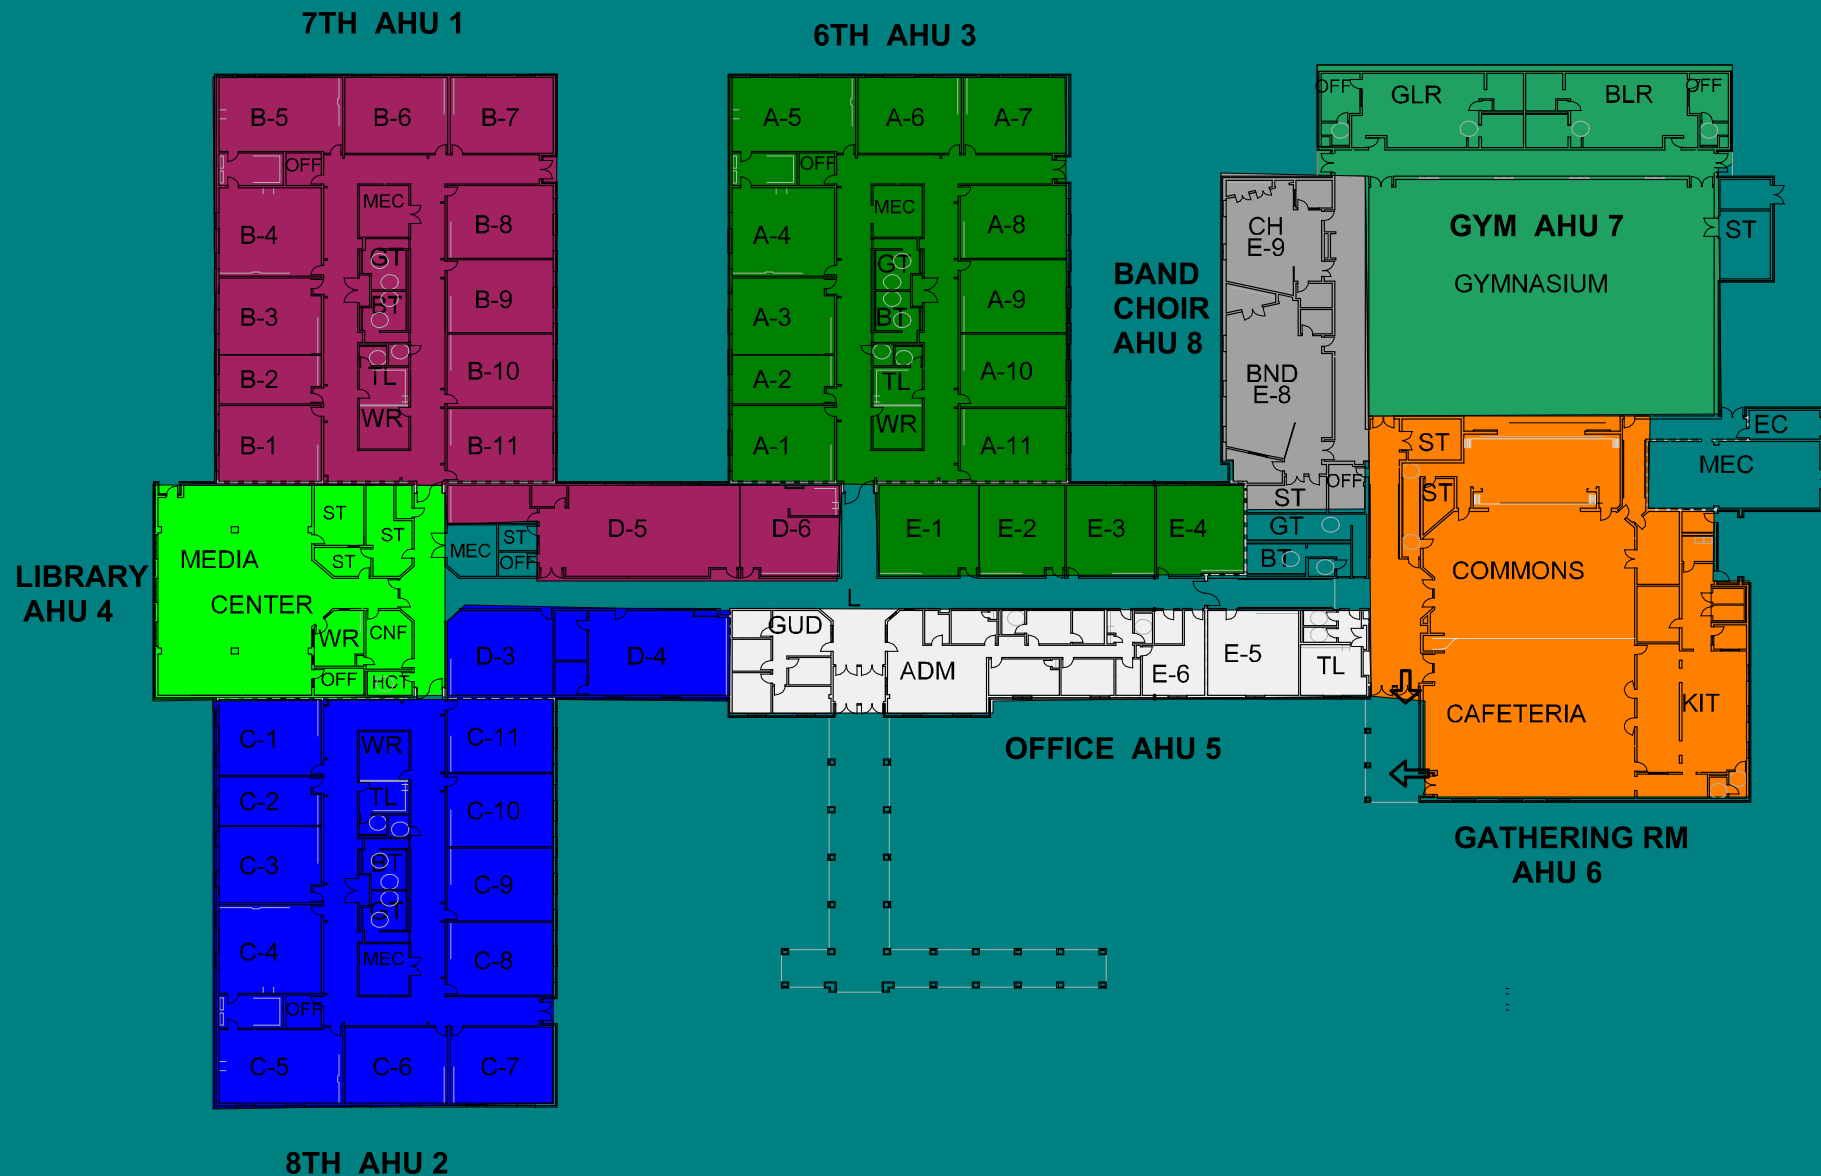 7TH AHU 1
6TH AHU 3
B-5
B-6
B-7
OFF
MEC
B-4
B-8
GT
B-3
BT
B-9
B-2
TL
B-10
WR
B-1
B-11
A-5
A-6
A-7
OFF
MEC
A-4
A-8
GT
A-3
BT
A-9
A-2
TL
A-10
WR
A-1
A-11
OFF
GLR
BLR
OFF
CH
E-9
GYM AHU 7
GYMNASIUM
ST
BAND
CHOIR
AHU 8
BND
E-8
ST
EC
MEC
ST
OFF
ST
LIBRARY
AHU 4
MEDIA
CENTER
ST
ST
ST
WR
CNF
OFF
HCT
MEC
ST
OFF
D-5
D-6
E-1
E-2
E-3
E-4
GT
BT
COMMONS
L
D-3
D-4
GUD
ADM
E-6
E-5
TL
CAFETERIA
KIT
OFFICE AHU 5
GATHERING RM
AHU 6
C-1
WR
C-11
C-2
TL
C-10
C-3
BT
C-9
GT
C-4
MEC
C-8
OFF
C-5
C-6
C-7
8TH AHU 2